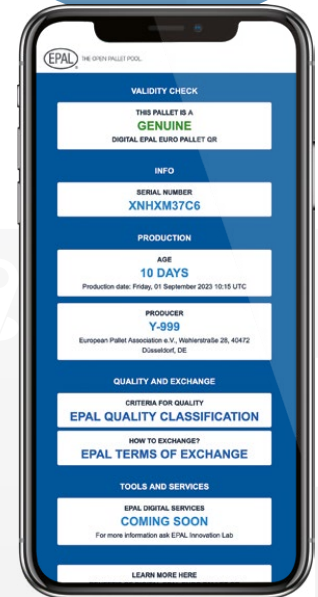 EPAL
THE OPEN PALLET POOL
VALIDITY CHECK
THIS PALLET IS A
GENUINE
DIGITAL EPAL EURO PALLET QR
INFO
SERIAL NUMBER
XNHXM37C6
PRODUCTION
AGE
10 DAYS
Production date: Friday, 01 September 2023 10:15 UTC
PRODUCER
Y-999
European Pallet Association e.V., Wahlerstraße 28, 40472
Düsseldorf, DE
QUALITY AND EXCHANGE
CRITERIA FOR QUALITY
EPAL QUALITY CLASSIFICATION
HOW TO EXCHANGE?
EPAL TERMS OF EXCHANGE
TOOLS AND SERVICES
EPAL DIGITAL SERVICES
COMING SOON
For more information ask EPAL Innovation Lab
LEARN MORE HERE